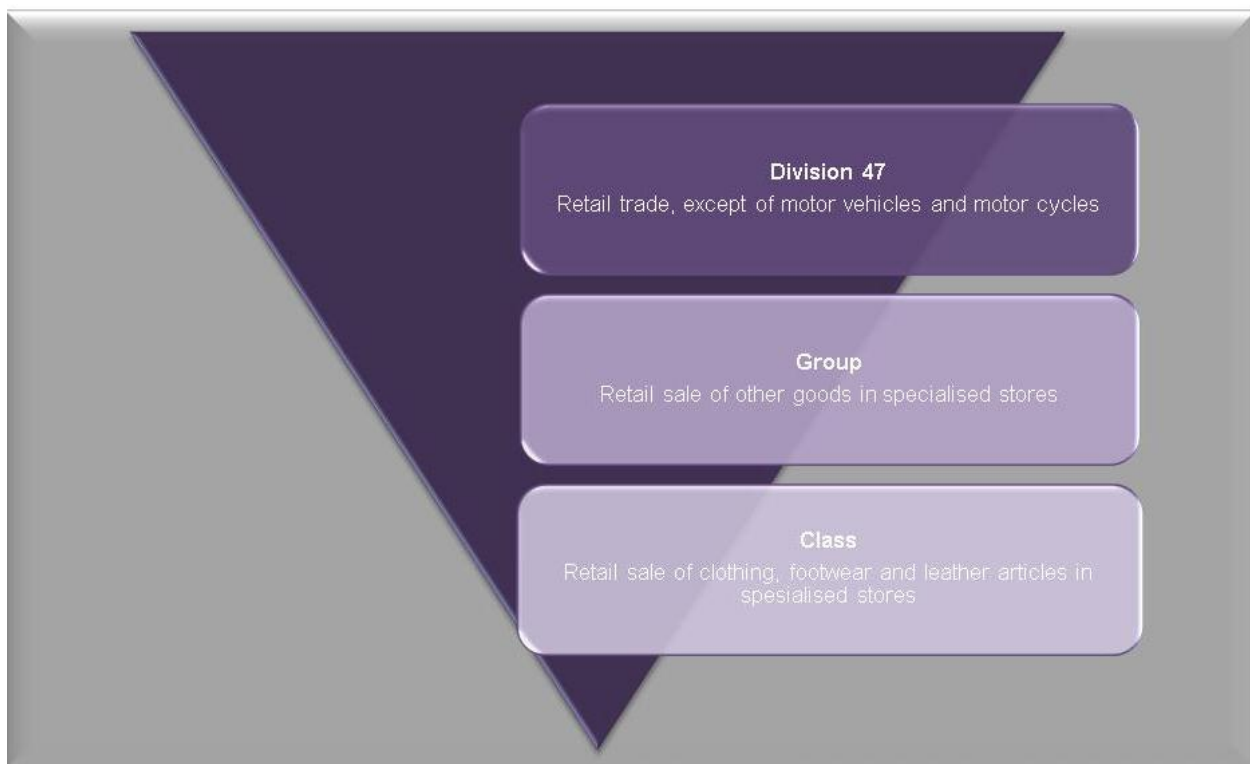 Division 47
Retail trade, except of motor vehicles and motor cycles
Group
Retail sale of other goods in specialised stores
Class
Retail sale of clothing, footwear and leather articles in
spesialised stores